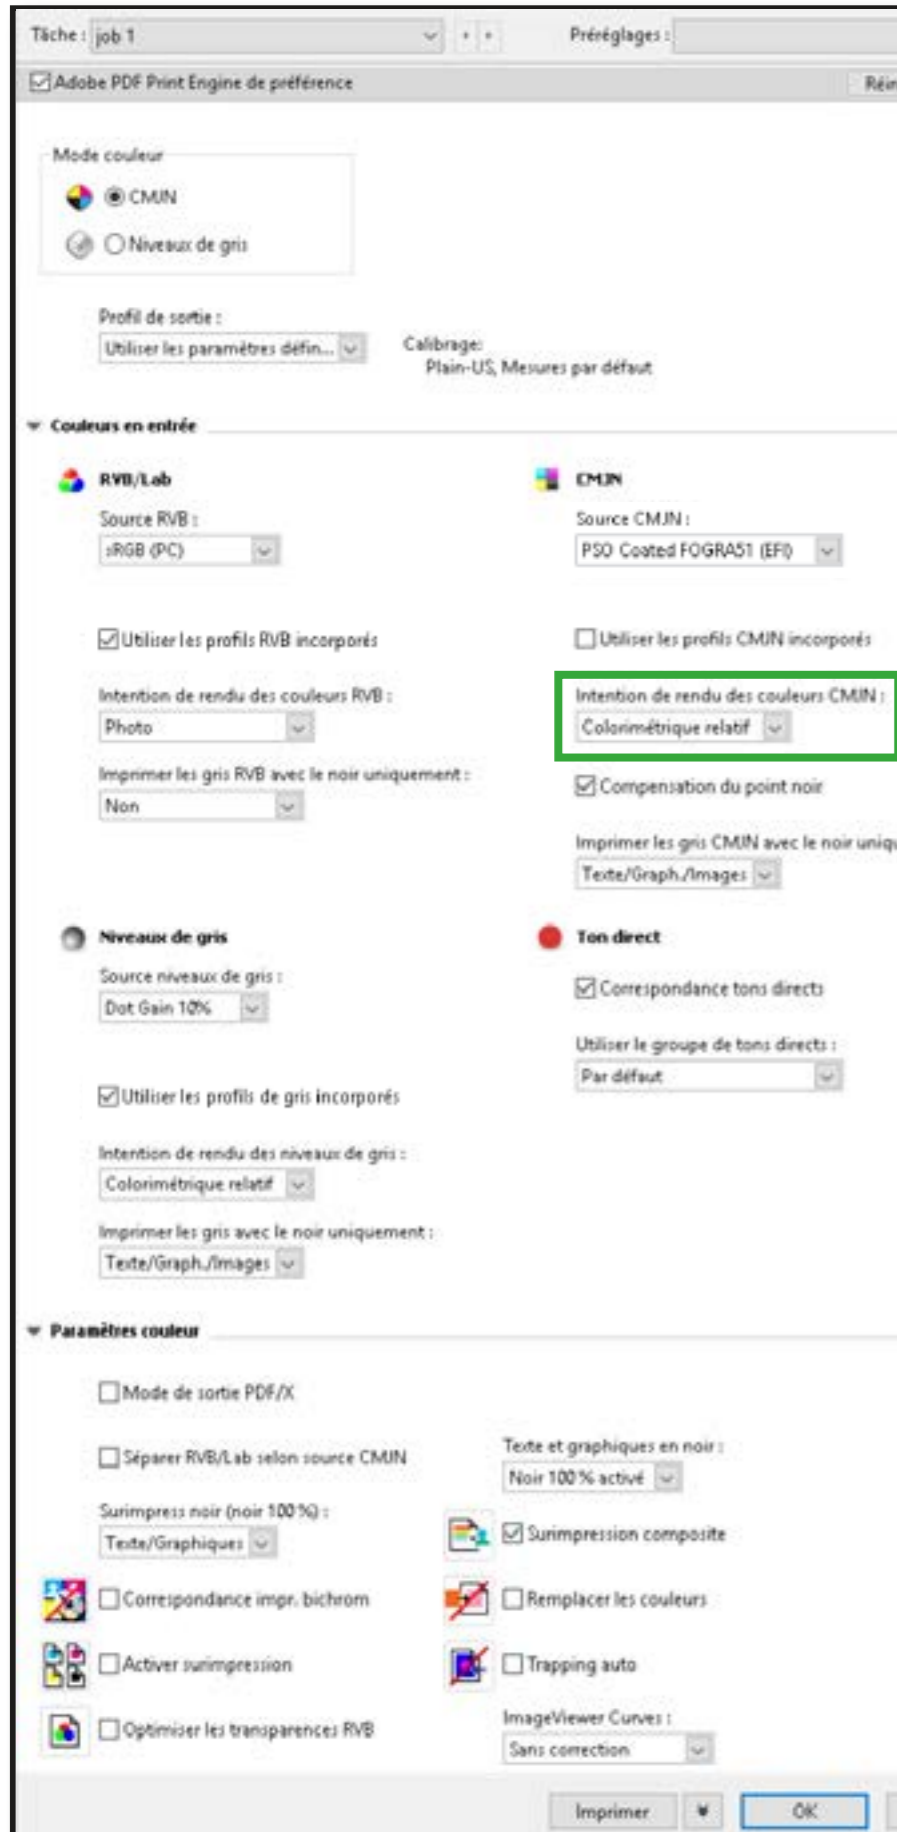 Tâche : job 1 Préréglages :
Adobe PDF Print Engine de préférence
Mode couleur
CMJN
Niveaux de gris
Profil de sortie :
Utiliser les paramètres défin...
Calibrage:
Plain-US, Mesures par défaut
Couleurs en entrée
RVB/Lab
Source RVB :
sRGB (PC)
Utiliser les profils RVB incorporés
Intention de rendu des couleurs RVB :
Photo
Imprimer les gris RVB avec le noir uniquement :
Non
CMJN
Source CMJN :
PSO Coated FOGRA51 (EFI)
Utiliser les profils CMJN incorporés
Intention de rendu des couleurs CMJN :
Colorimétrique relatif
Compensation du point noir
Imprimer les gris CMJN avec le noir uniqu
Texte/Graph./Images
Niveaux de gris
Source niveaux de gris :
Dot Gain 10%
Utiliser les profils de gris incorporés
Intention de rendu des niveaux de gris :
Colorimétrique relatif
Imprimer les gris avec le noir uniquement :
Texte/Graph./Images
Ton direct
Correspondance tons directs
Utiliser le groupe de tons directs :
Par défaut
Paramètres couleur
Mode de sortie PDF/X
Séparer RVB/Lab selon source CMJN
Surimpress noir (noir 100%) :
Texte/Graphiques
Correspondance impr. bichrom
Activer surimpression
Optimiser les transparences RVB
Texte et graphiques en noir :
Noir 100 % activé
Surimpression composite
Remplacer les couleurs
Trapping auto
ImageViewer Curves :
Sans correction
Imprimer OK